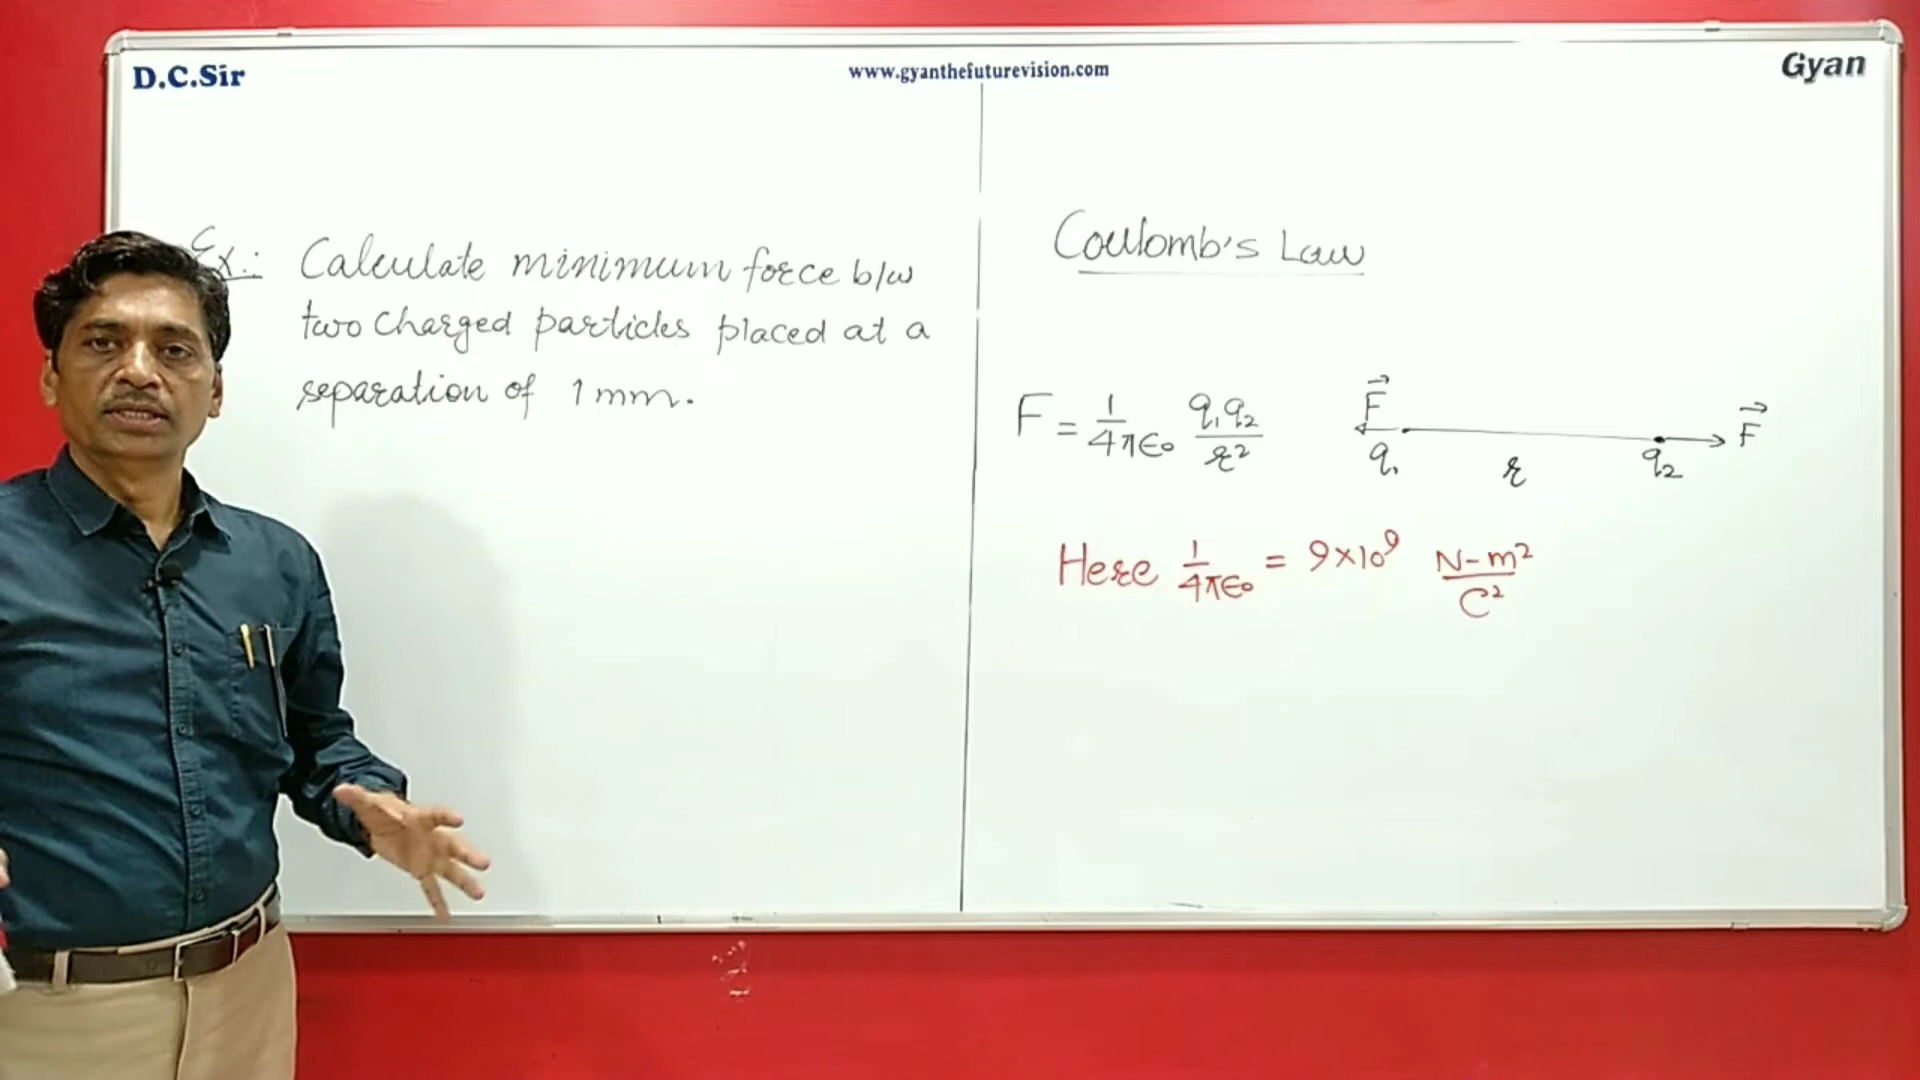 D.C.Sir
www.gyanthefuturevision.com
Gyan
Ex.: Calculate minimum force b/w
two charged particles placed at a
separation of 1 mm.
Coulomb's Law
F = 1/4πϵ₀ q₁q₂/r²
F⃗ F⃗
q₁ r q₂
Here 1/4πϵ₀ = 9×10⁹ N-m²/C²